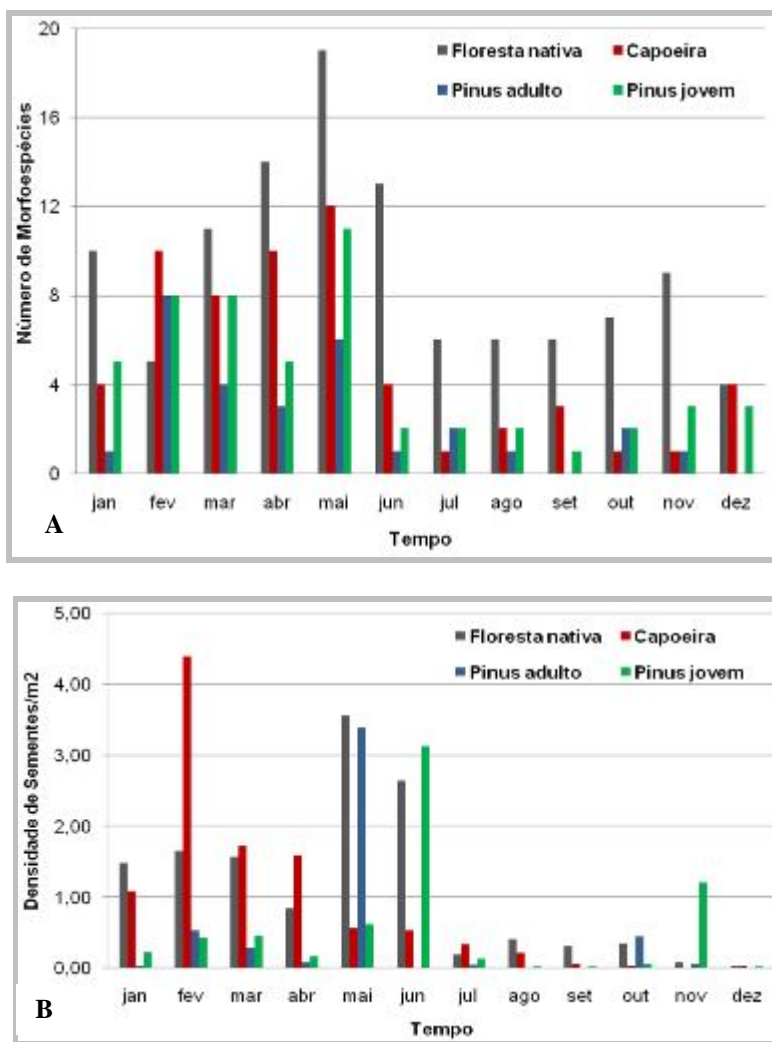 20
Floresta nativa Capoeira
Pinus adulto Pinus jovem
16
12
8
4
0
Número de Morfoespécies
jan fev mar abr mai jun jul ago set out nov dez
A
Tempo
5,00
Floresta nativa Capoeira
Pinus adulto Pinus jovem
4,00
3,00
2,00
1,00
0,00
Densidade de Sementes/m2
jan fev mar abr mai jun jul ago set out nov dez
B
Tempo